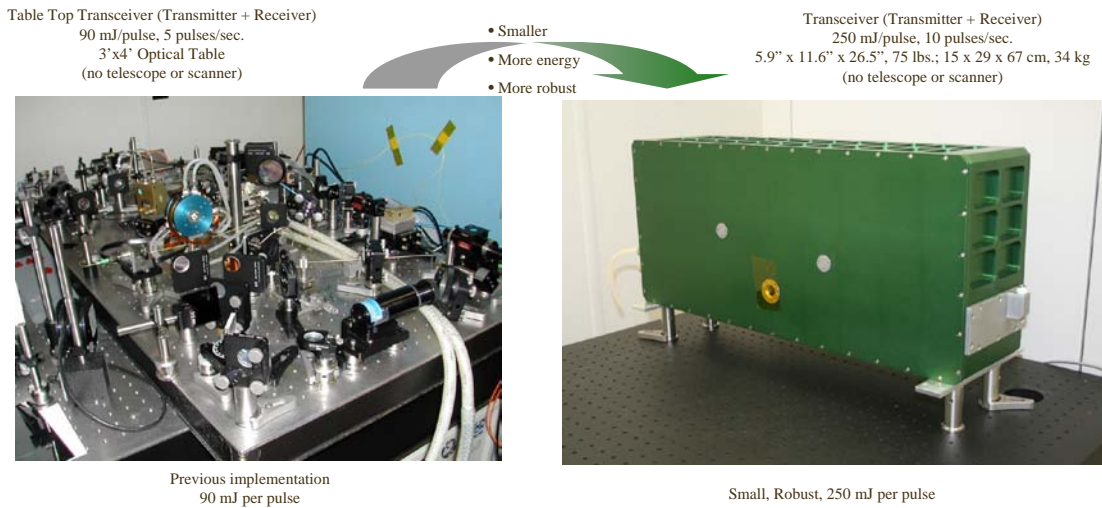 Table Top Transceiver (Transmitter + Receiver)
90 mJ/pulse, 5 pulses/sec.
3’x4’ Optical Table
(no telescope or scanner)
• Smaller
• More energy
• More robust
Transceiver (Transmitter + Receiver)
250 mJ/pulse, 10 pulses/sec.
5.9” x 11.6” x 26.5”, 75 lbs.; 15 x 29 x 67 cm, 34 kg
(no telescope or scanner)
Previous implementation
90 mJ per pulse
Small, Robust, 250 mJ per pulse